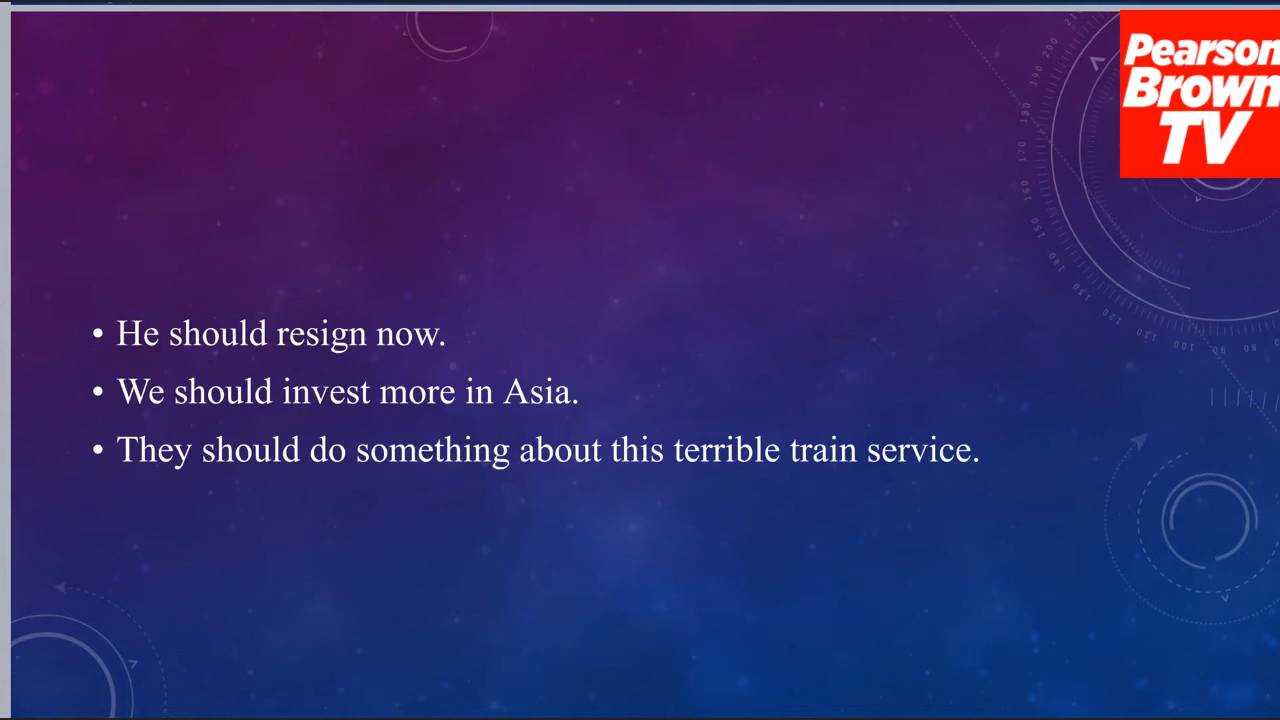 Pearson
Brown
TV
• He should resign now.
• We should invest more in Asia.
• They should do something about this terrible train service.